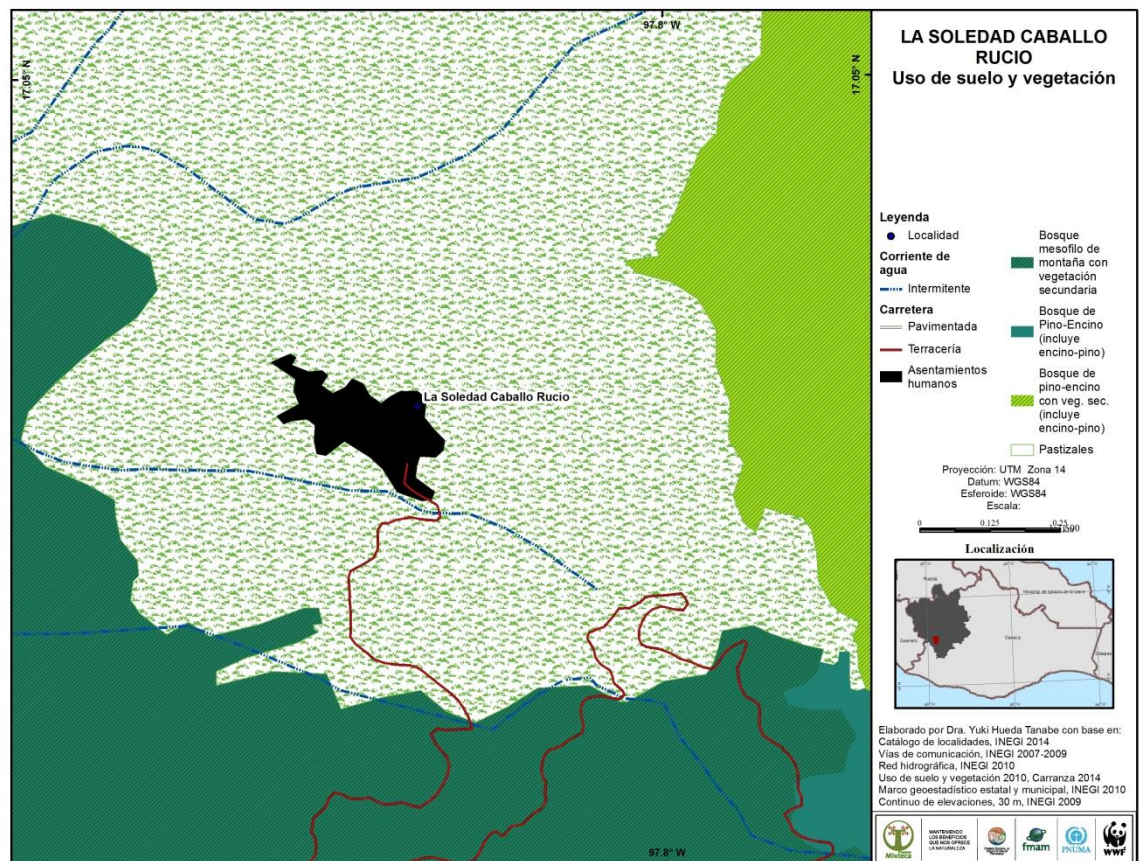 97.8° W
17.05° N
17.05° N
La Soledad Caballo Rucio
97.8° W
LA SOLEDAD CABALLO
RUCIO
Uso de suelo y vegetación
Leyenda
Localidad
Corriente de
agua
Intermitente
Carretera
Pavimentada
Terracería
Asentamientos
humanos
Bosque
mesofilo de
montaña con
vegetación
secundaria
Bosque de
Pino-Encino
(incluye
encino-pino)
Bosque de
pino-encino
con veg. sec.
(incluye
encino-pino)
Pastizales
Proyección: UTM Zona 14
Datum: WGS84
Esferoide: WGS84
Escala:
0 0.125 0.25
Localización
Puebla
Veracruz de Ignacio de la Llave
Guerrero
Oaxaca
Chiapas
Elaborado por Dra. Yuki Hueda Tanabe con base en:
Catálogo de localidades, INEGI 2014
Vías de comunicación, INEGI 2007-2009
Red hidrográfica, INEGI 2010
Uso de suelo y vegetación 2010, Carranza 2014
Marco geoestadístico estatal y municipal, INEGI 2010
Continuo de elevaciones, 30 m, INEGI 2009
Mixteca
MANTENIENDO
LOS BENEFICIOS
QUE NOS OFRECE
LA NATURALEZA
fmam
PNUMA
WWF